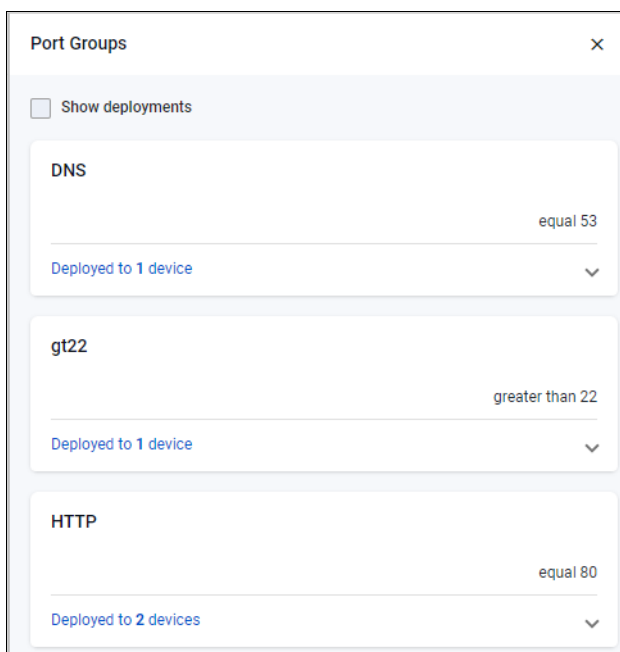 Port Groups
Show deployments
DNS
equal 53
Deployed to 1 device
gt22
greater than 22
Deployed to 1 device
HTTP
equal 80
Deployed to 2 devices